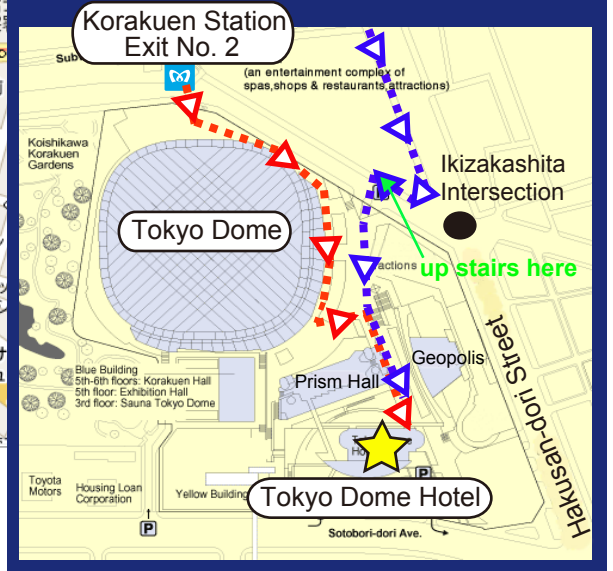 Korakuen Station
Exit No. 2
(an entertainment complex of
spas,shops & restaurants,attractions)
Koishikawa
Korakuen
Gardens
Ikizakashita
Intersection
Tokyo Dome
up stairs here
Geopolis
Prism Hall
Hakusan-dori Street
Blue Building
5th-6th floors: Korakuen Hall
5th floor: Exhibition Hall
3rd floor: Sauna Tokyo Dome
Toyota
Motors
Housing Loan
Corporation
Yellow Building
P
Tokyo Dome Hotel
P
Sotobori-dori Ave.